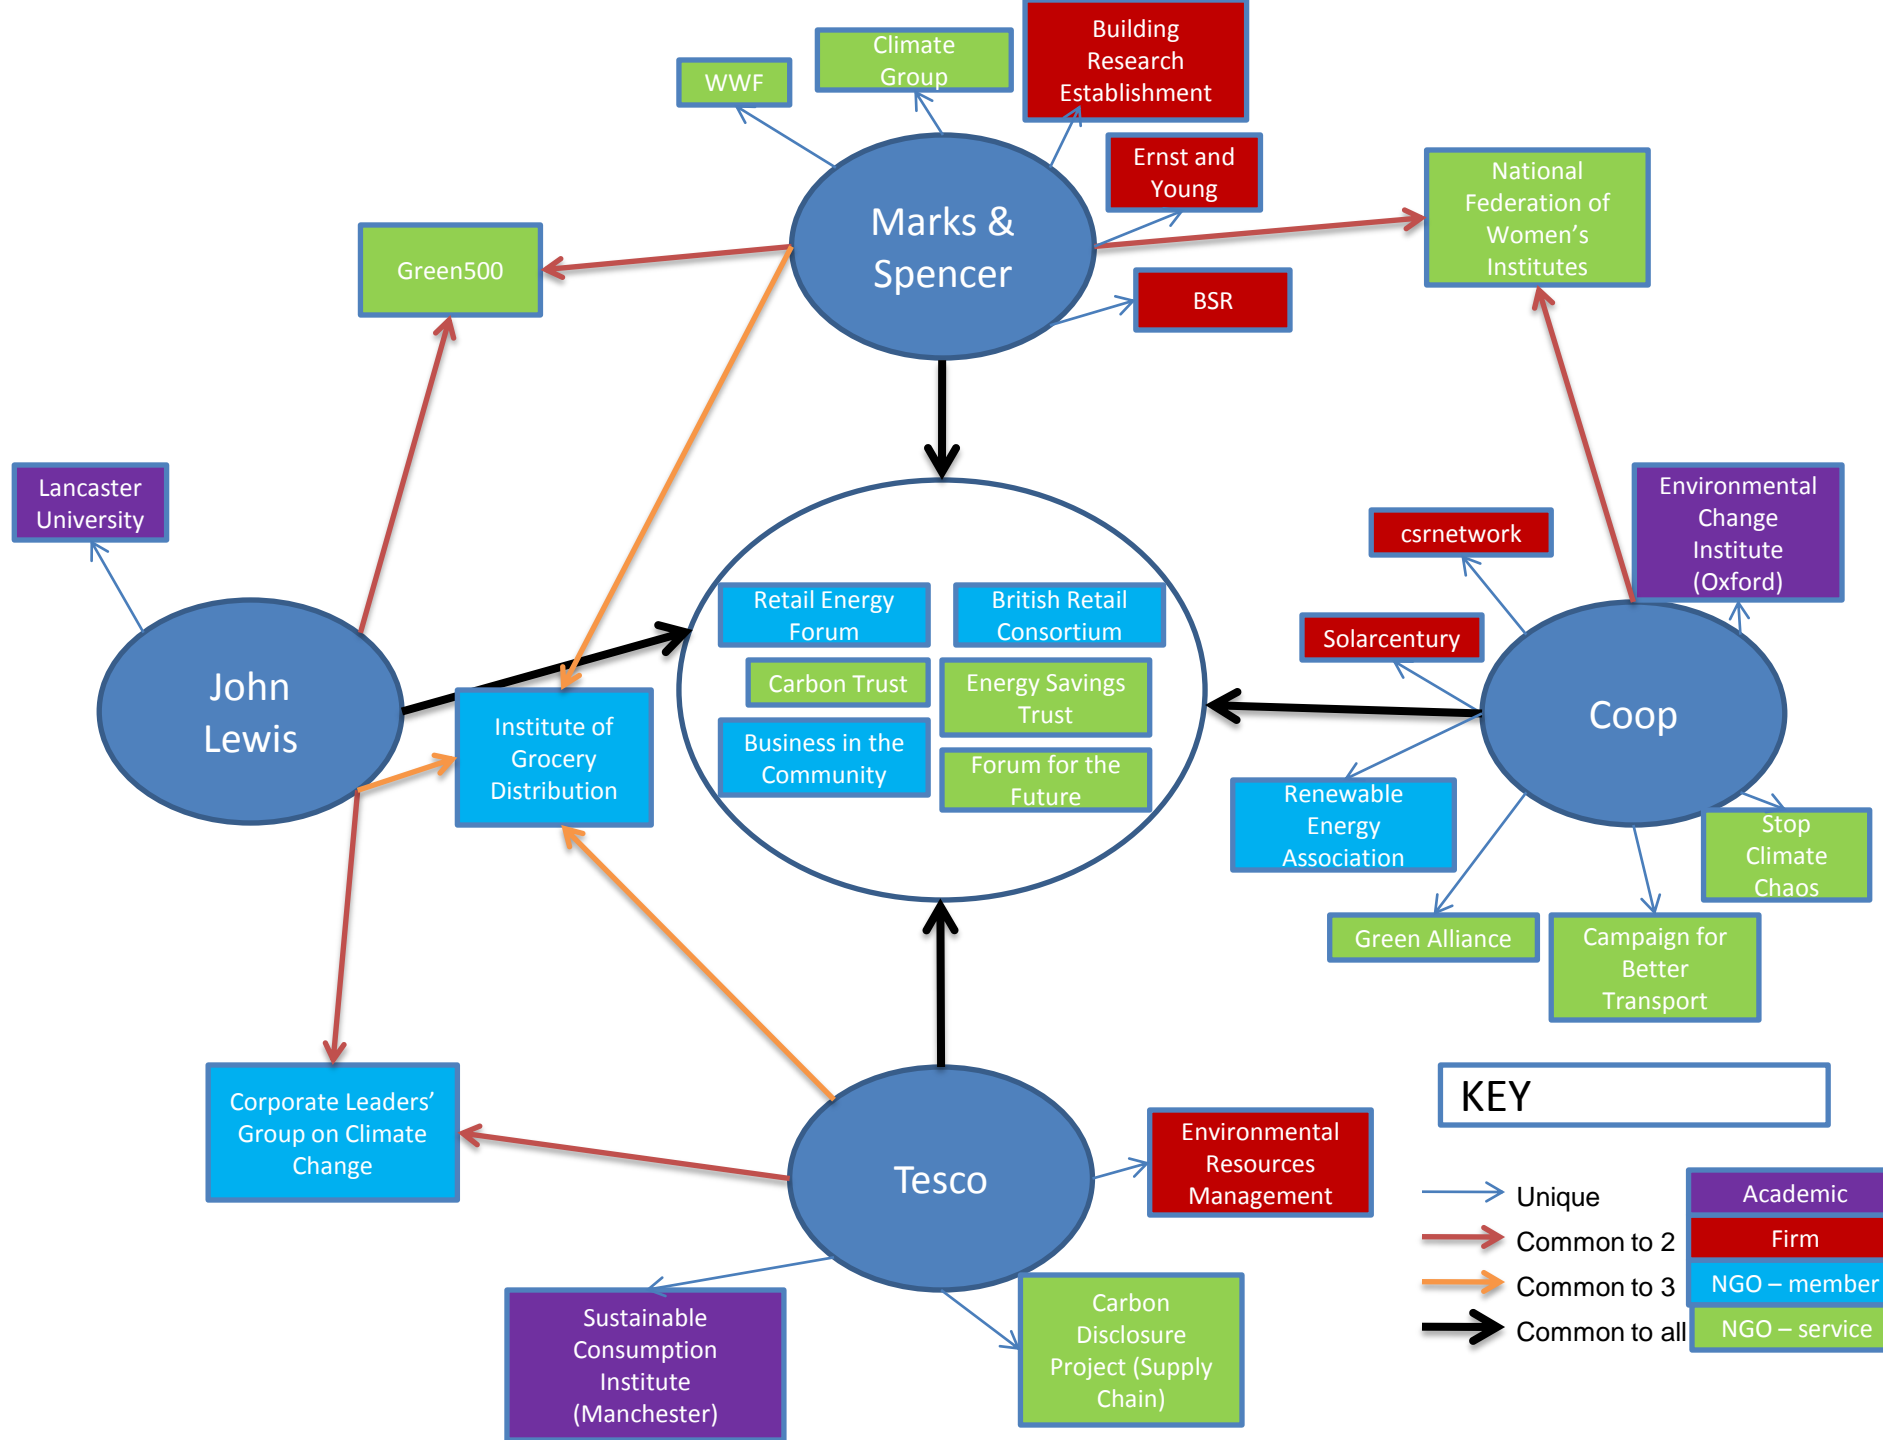 Building
Research
Establishment
Climate
Group
WWF
Ernst and
Young
National
Federation of
Women's
Institutes
Marks &
Spencer
Green500
BSR
Lancaster
University
Environmental
Change
Institute
(Oxford)
csrnetwork
Retail Energy
Forum
British Retail
Consortium
Solarcentury
John
Lewis
Carbon Trust
Energy Savings
Trust
Coop
Institute of
Grocery
Distribution
Business in the
Community
Forum for the
Future
Renewable
Energy
Association
Stop
Climate
Chaos
Green Alliance
Campaign for
Better
Transport
Corporate Leaders'
Group on Climate
Change
Tesco
Environmental
Resources
Management
Sustainable
Consumption
Institute
(Manchester)
Carbon
Disclosure
Project (Supply
Chain)
KEY
Unique
Academic
Common to 2
Firm
Common to 3
NGO – member
Common to all
NGO – service